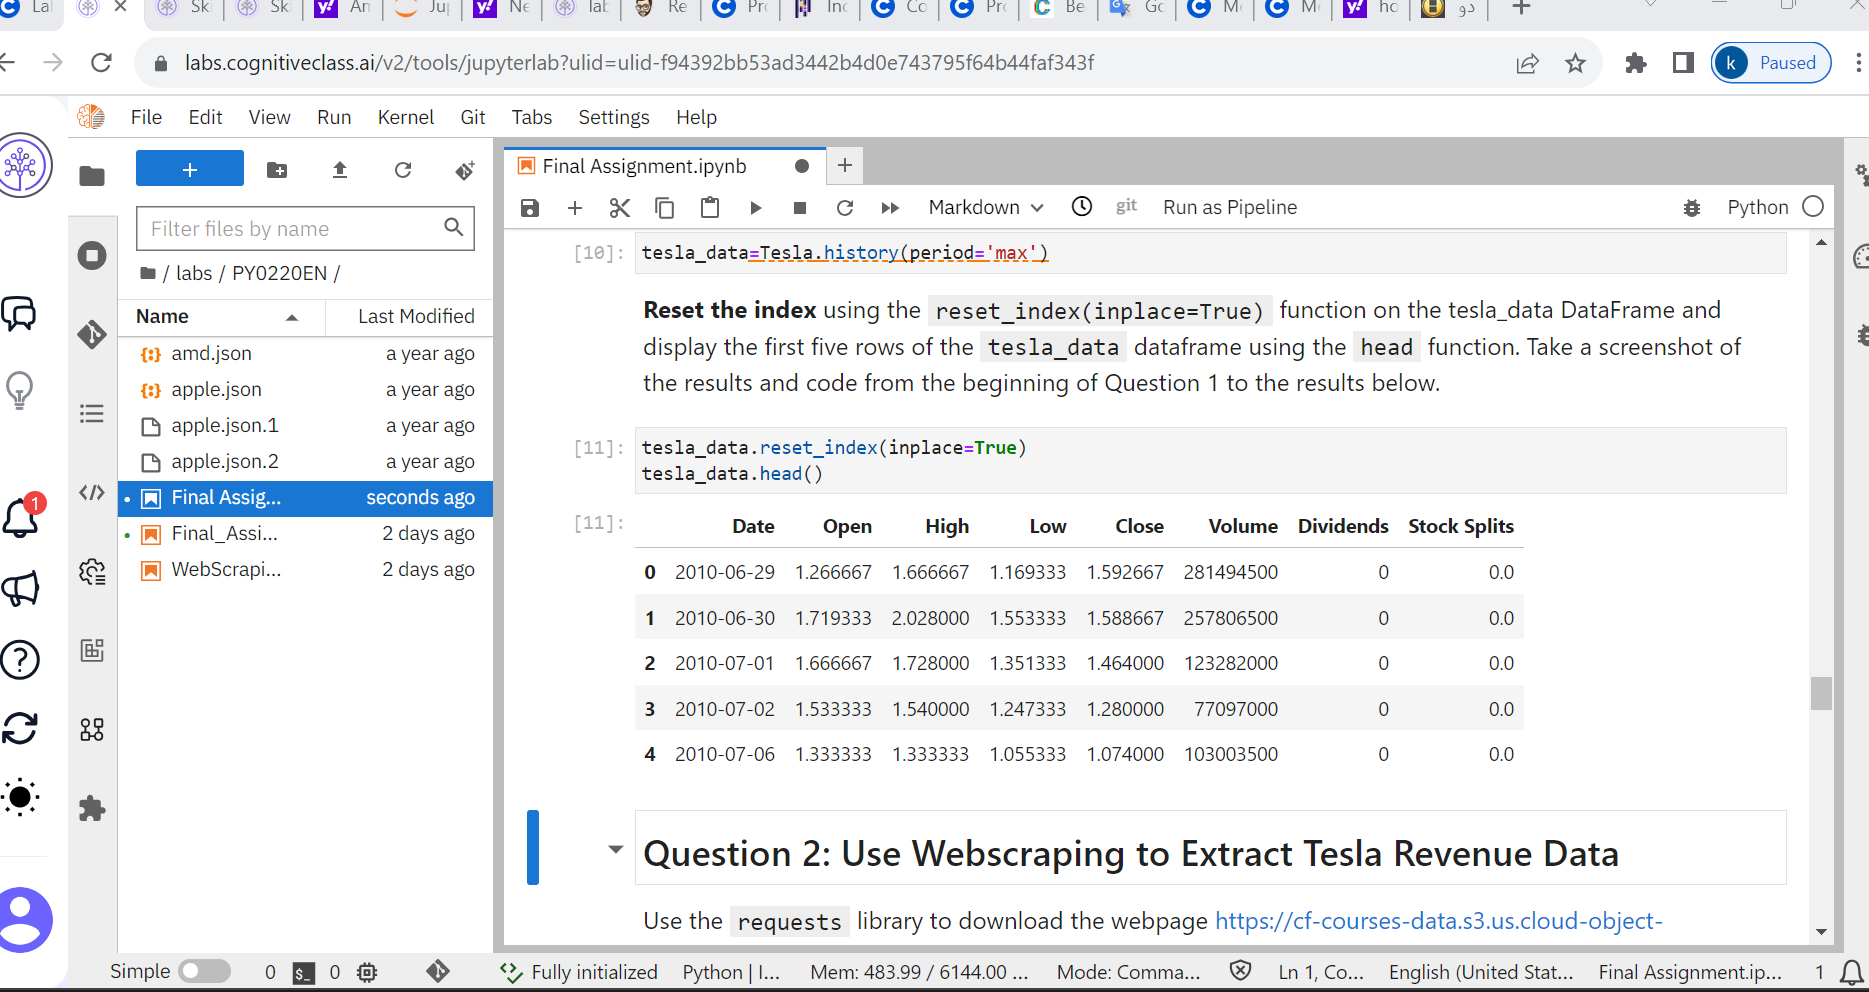 Lal
Ski
Ski
An
Jup
Ne
lab
Re
Pro
Inc
Co
Pro
Be
Go
ho
دو
labs.cognitiveclass.ai/v2/tools/jupyterlab?ulid=ulid-f94392bb53ad3442b4d0e743795f64b44faf343f
k Paused
File Edit View Run Kernel Git Tabs Settings Help
Final Assignment.ipynb
Markdown git Run as Pipeline Python
Filter files by name
/ labs / PY0220EN /
Name Last Modified
amd.json a year ago
apple.json a year ago
apple.json.1 a year ago
apple.json.2 a year ago
Final Assig... seconds ago
Final_Assi... 2 days ago
WebScrapi... 2 days ago
1
[10]: tesla_data=Tesla.history(period='max')
Reset the index using the reset_index(inplace=True) function on the tesla_data DataFrame and
display the first five rows of the tesla_data dataframe using the head function. Take a screenshot of
the results and code from the beginning of Question 1 to the results below.
[11]: tesla_data.reset_index(inplace=True)
tesla_data.head()
[11]: Date Open High Low Close Volume Dividends Stock Splits
0 2010-06-29 1.266667 1.666667 1.169333 1.592667 281494500 0 0.0
1 2010-06-30 1.719333 2.028000 1.553333 1.588667 257806500 0 0.0
2 2010-07-01 1.666667 1.728000 1.351333 1.464000 123282000 0 0.0
3 2010-07-02 1.533333 1.540000 1.247333 1.280000 77097000 0 0.0
4 2010-07-06 1.333333 1.333333 1.055333 1.074000 103003500 0 0.0
Question 2: Use Webscraping to Extract Tesla Revenue Data
Use the requests library to download the webpage https://cf-courses-data.s3.us.cloud-object-
Simple 0 0 Fully initialized Python | I... Mem: 483.99 / 6144.00 ... Mode: Comma... Ln 1, Co... English (United Stat... Final Assignment.ip... 1